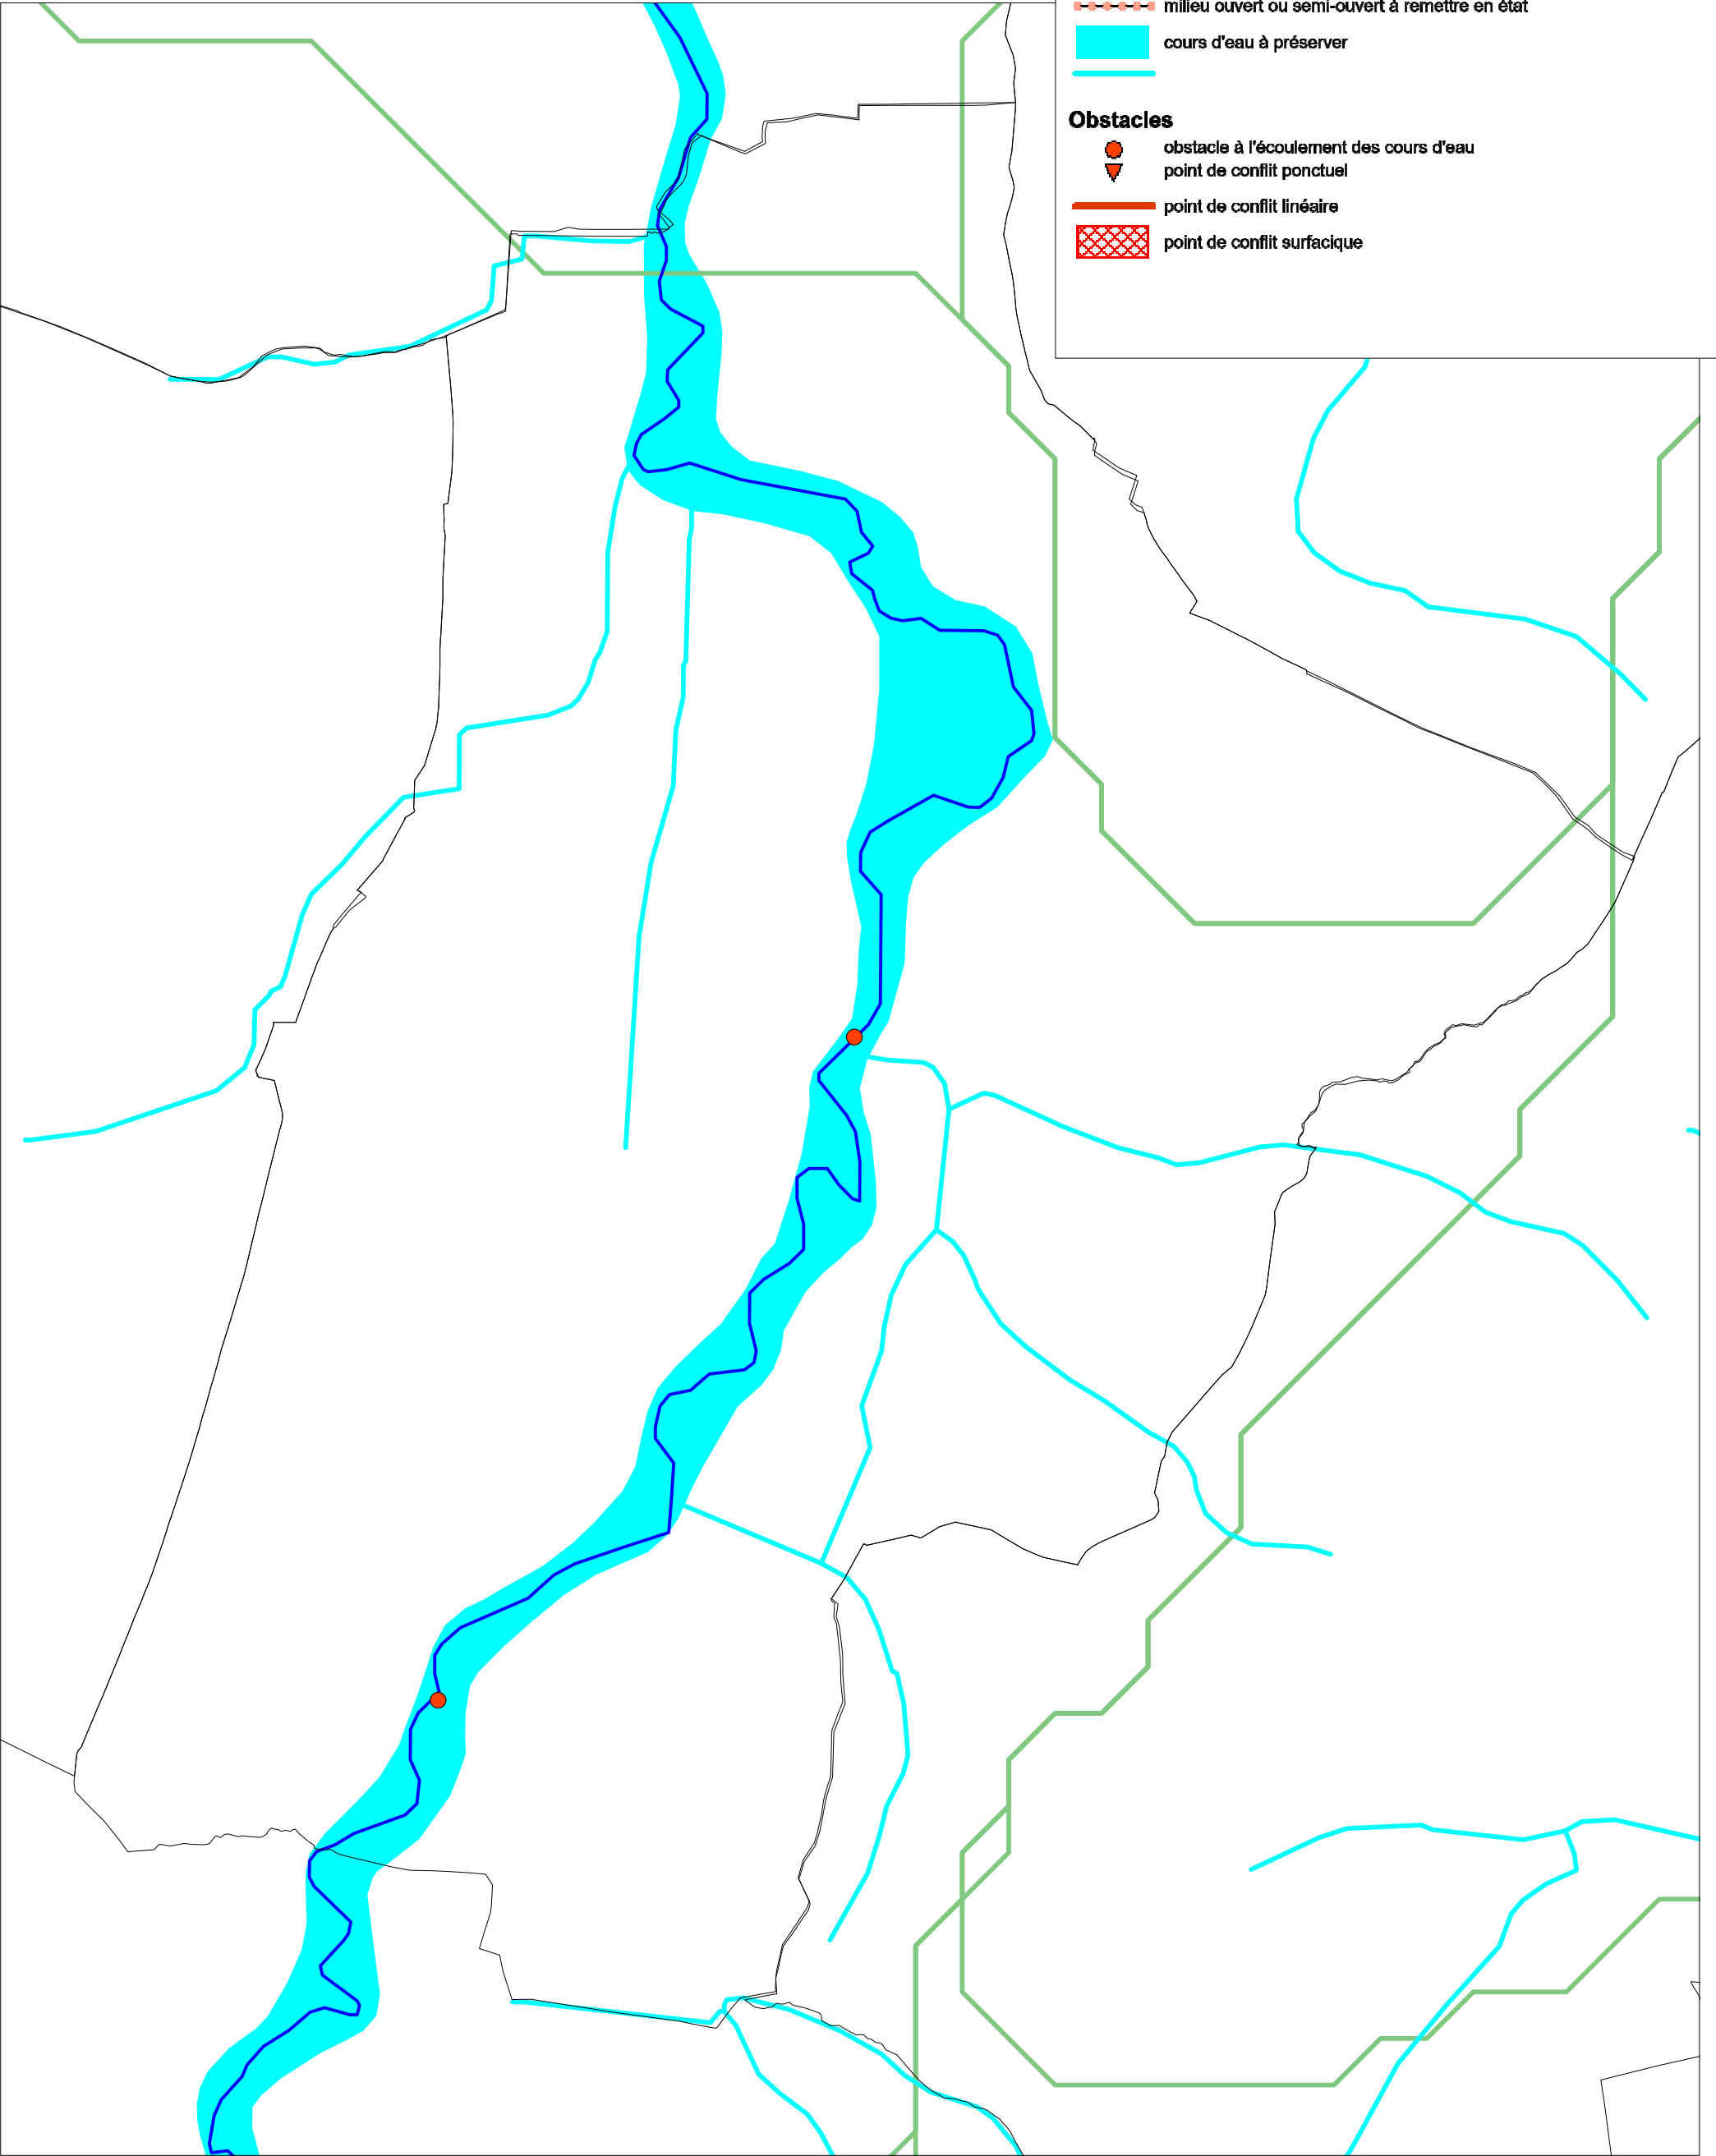 milieu ouvert ou semi-ouvert à remettre en état
cours d'eau à préserver
Obstacles
obstacle à l'écoulement des cours d'eau
point de conflit ponctuel
point de conflit linéaire
point de conflit surfacique